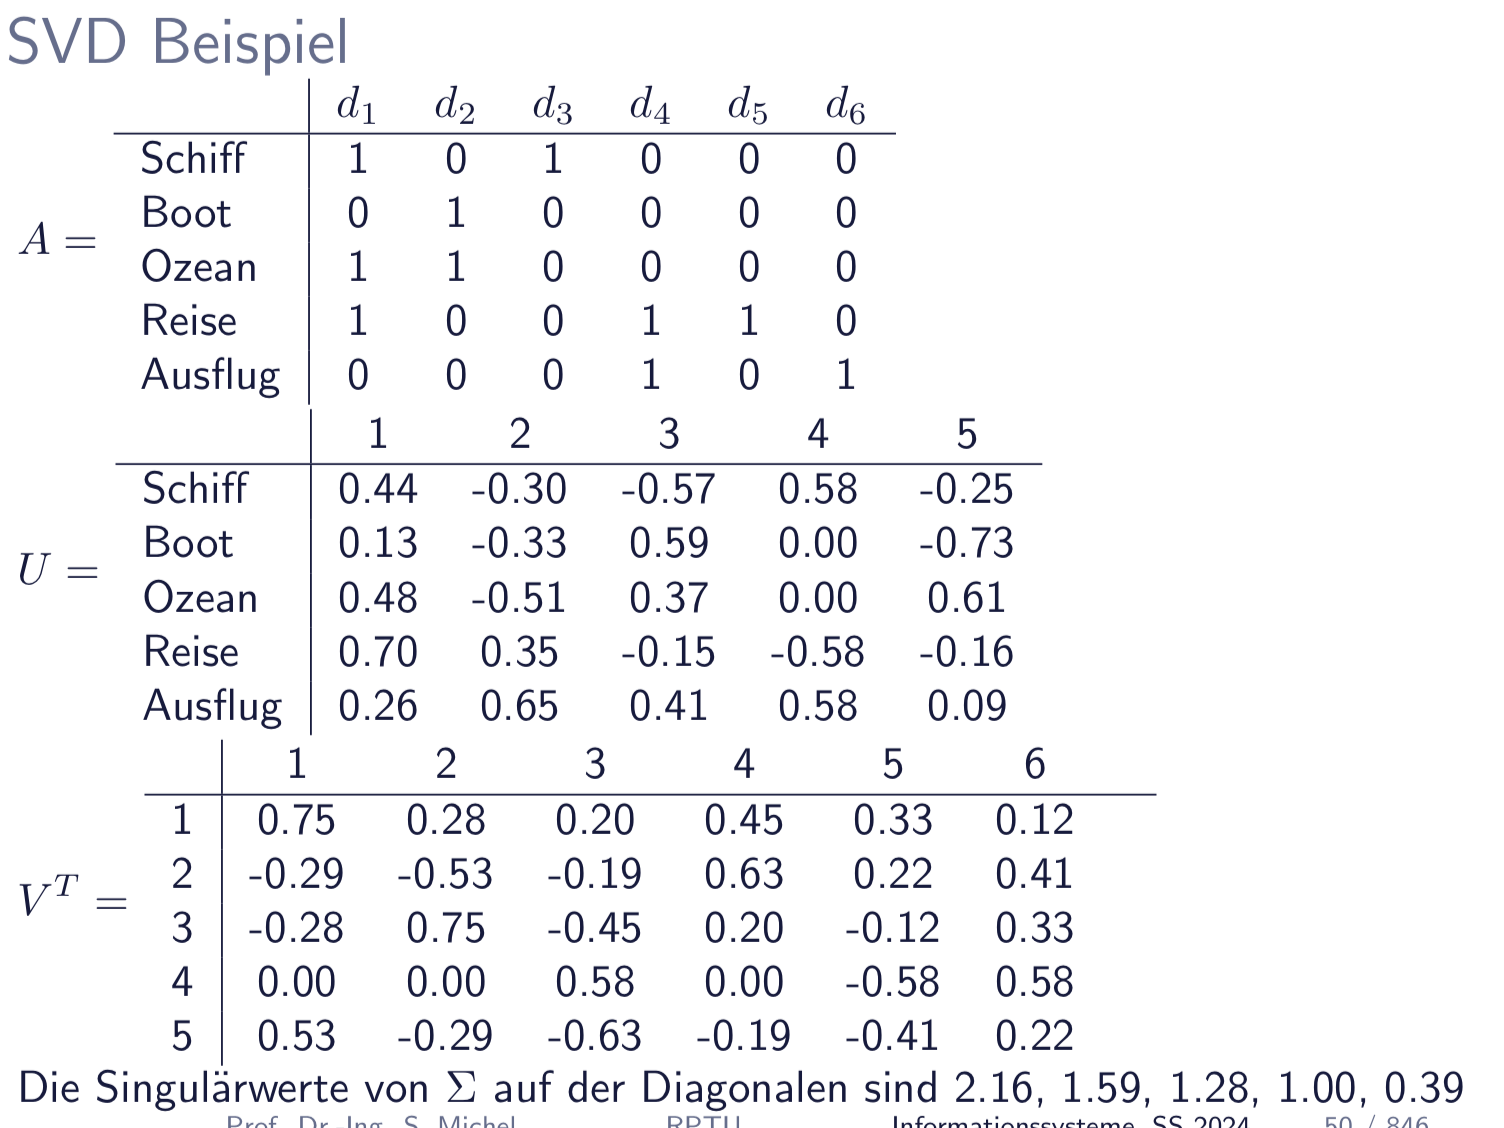 SVD Beispiel
d1 d2 d3 d4 d5 d6
Schiff 1 0 1 0 0 0
Boot 0 1 0 0 0 0
A =
Ozean 1 1 0 0 0 0
Reise 1 0 0 1 1 0
Ausflug 0 0 0 1 0 1
1 2 3 4 5
Schiff 0.44 -0.30 -0.57 0.58 -0.25
Boot 0.13 -0.33 0.59 0.00 -0.73
U =
Ozean 0.48 -0.51 0.37 0.00 0.61
Reise 0.70 0.35 -0.15 -0.58 -0.16
Ausflug 0.26 0.65 0.41 0.58 0.09
1 2 3 4 5 6
1 0.75 0.28 0.20 0.45 0.33 0.12
2 -0.29 -0.53 -0.19 0.63 0.22 0.41
V^T =
3 -0.28 0.75 -0.45 0.20 -0.12 0.33
4 0.00 0.00 0.58 0.00 -0.58 0.58
5 0.53 -0.29 -0.63 -0.19 -0.41 0.22
Die Singulärwerte von Σ auf der Diagonalen sind 2.16, 1.59, 1.28, 1.00, 0.39
Prof. Dr.-Ing. S. Michel RPTU Informationssysteme, SS 2024 50 / 846